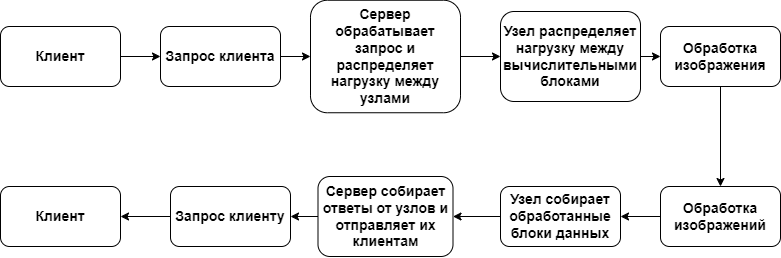 Клиент
Запрос клиента
Сервер
обрабатывает
запрос и
распределяет
нагрузку между
узлами
Узел распределяет
нагрузку между
вычислительными
блоками
Обработка
изображения
Клиент
Запрос клиенту
Сервер собирает
ответы от узлов и
отправляет их
клиентам
Узел собирает
обработанные
блоки данных
Обработка
изображений